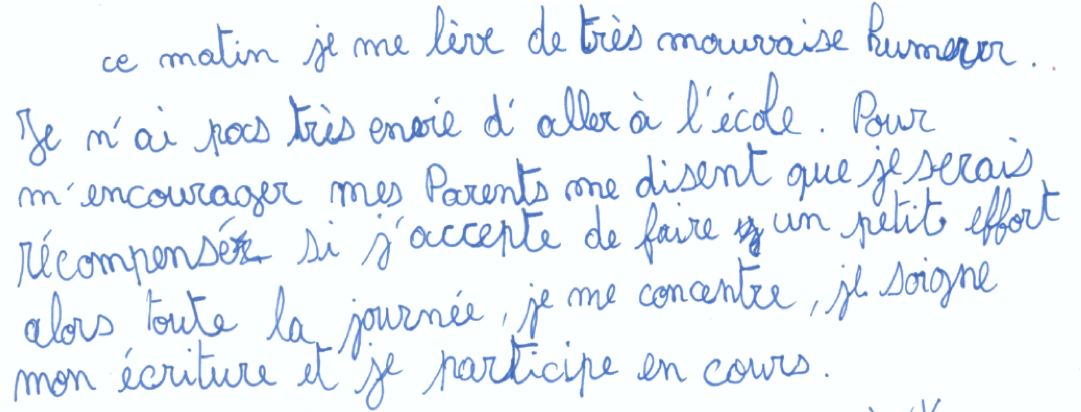 ce matin je me lève de très mauvaise humeur.
Je n'ai pas très envie d'aller à l'école. Pour
m'encourager mes Parents me disent que je serais
récompensé si j'accepte de faire un petit effort
alors toute la journée, je me concentre, je soigne
mon écriture et je participe en cours.